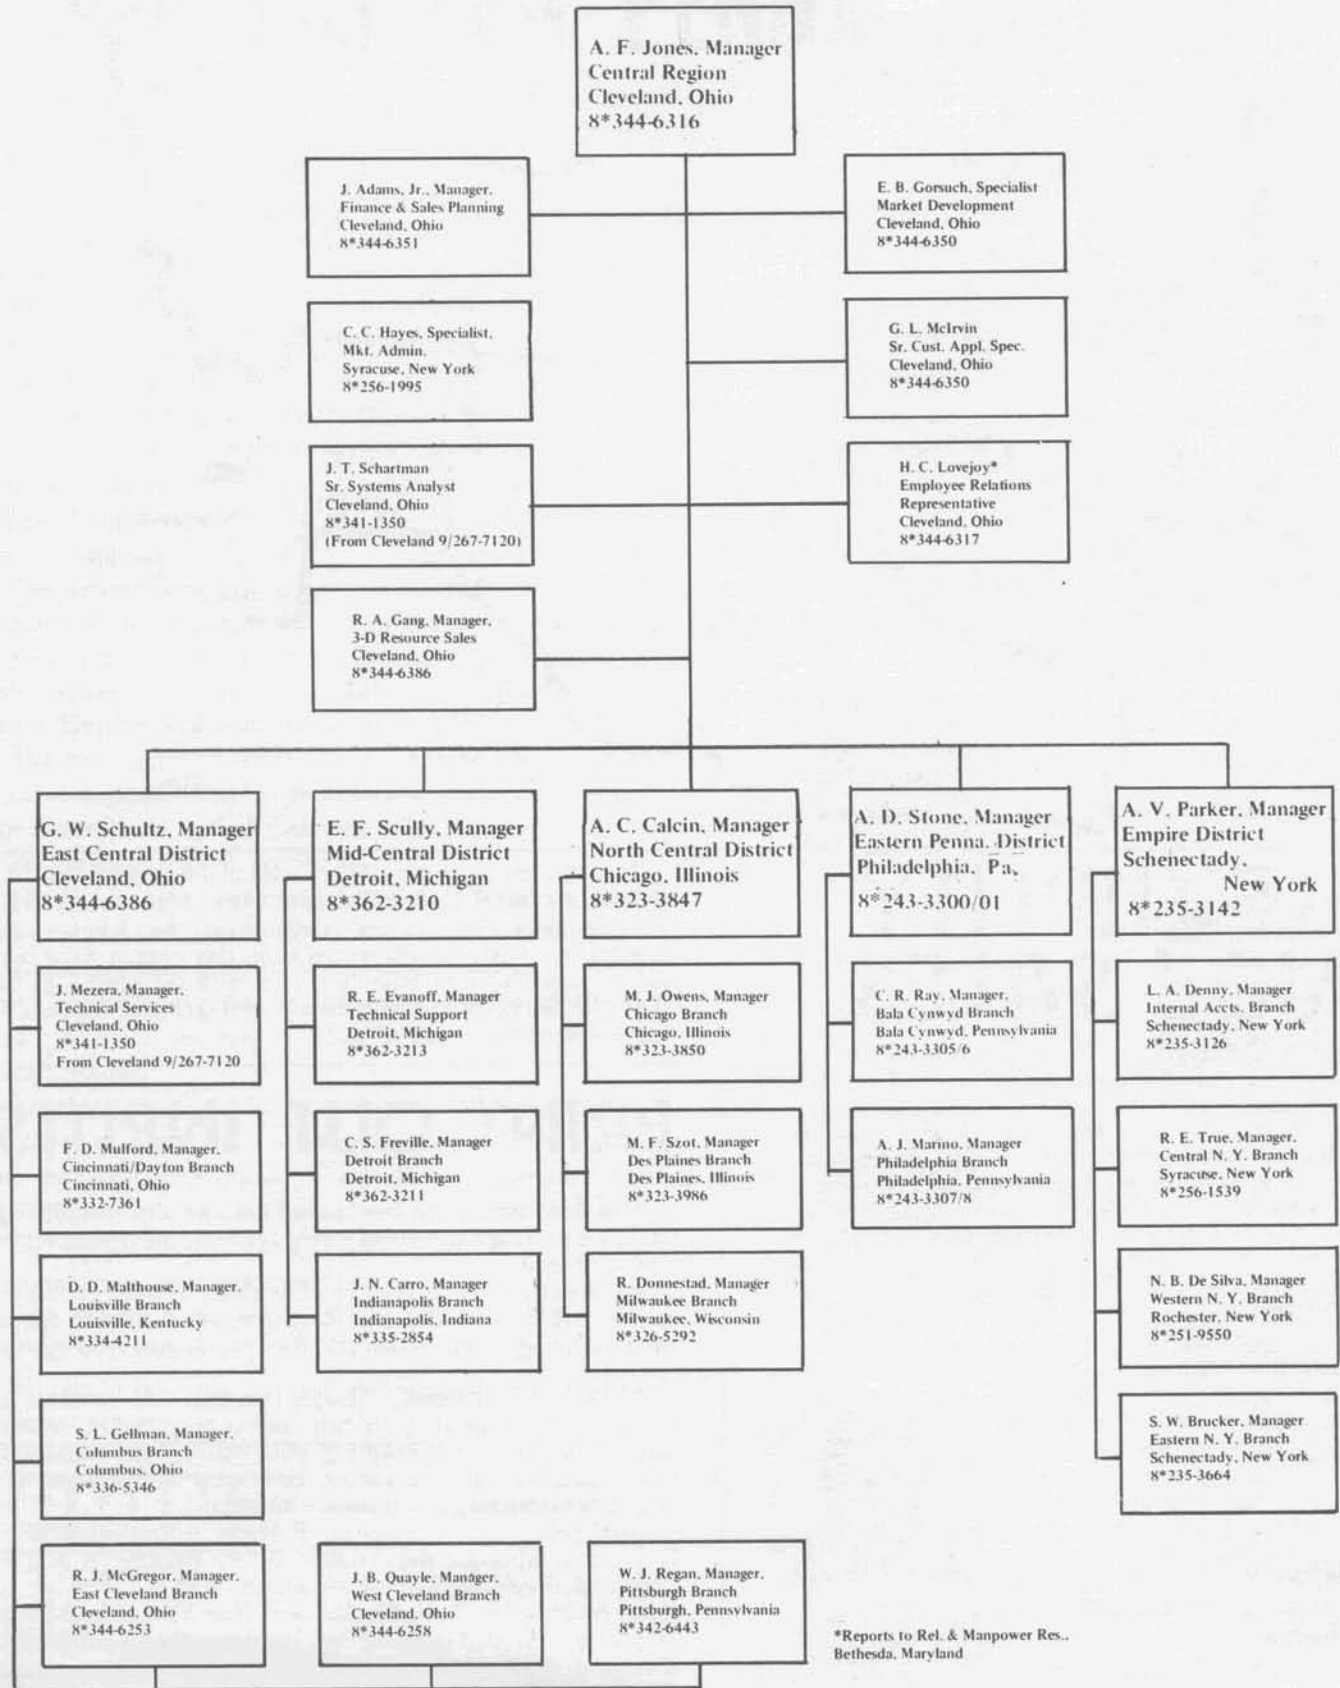 A. F. Jones, Manager
Central Region
Cleveland, Ohio
8*344-6316
J. Adams, Jr., Manager,
Finance & Sales Planning
Cleveland, Ohio
8*344-6351
E. B. Gorsuch, Specialist
Market Development
Cleveland, Ohio
8*344-6350
C. C. Hayes, Specialist,
Mkt. Admin.
Syracuse, New York
8*256-1995
G. L. McIrvin
Sr. Cust. Appl. Spec.
Cleveland, Ohio
8*344-6350
J. T. Schartman
Sr. Systems Analyst
Cleveland, Ohio
8*341-1350
(From Cleveland 9/267-7120)
H. C. Lovejoy*
Employee Relations
Representative
Cleveland, Ohio
8*344-6317
R. A. Gang, Manager,
3-D Resource Sales
Cleveland, Ohio
8*344-6386
G. W. Schultz, Manager
East Central District
Cleveland, Ohio
8*344-6386
E. F. Scully, Manager
Mid-Central District
Detroit, Michigan
8*362-3210
A. C. Calcin, Manager
North Central District
Chicago, Illinois
8*323-3847
A. D. Stone, Manager
Eastern Penna. District
Philadelphia, Pa.
8*243-3300/01
A. V. Parker, Manager
Empire District
Schenectady,
New York
8*235-3142
J. Mezera, Manager,
Technical Services
Cleveland, Ohio
8*341-1350
From Cleveland 9/267-7120
R. E. Evanoff, Manager
Technical Support
Detroit, Michigan
8*362-3213
M. J. Owens, Manager
Chicago Branch
Chicago, Illinois
8*323-3850
C. R. Ray, Manager,
Bala Cynwyd Branch
Bala Cynwyd, Pennsylvania
8*243-3305/6
L. A. Denny, Manager
Internal Accts. Branch
Schenectady, New York
8*235-3126
F. D. Mulford, Manager,
Cincinnati/Dayton Branch
Cincinnati, Ohio
8*332-7361
C. S. Freville, Manager
Detroit Branch
Detroit, Michigan
8*362-3211
M. F. Szot, Manager
Des Plaines Branch
Des Plaines, Illinois
8*323-3986
A. J. Marino, Manager
Philadelphia Branch
Philadelphia, Pennsylvania
8*243-3307/8
R. E. True, Manager,
Central N. Y. Branch
Syracuse, New York
8*256-1539
D. D. Malthouse, Manager,
Louisville Branch
Louisville, Kentucky
8*334-4211
J. N. Carro, Manager
Indianapolis Branch
Indianapolis, Indiana
8*335-2854
R. Donnestad, Manager
Milwaukee Branch
Milwaukee, Wisconsin
8*326-5292
N. B. De Silva, Manager
Western N. Y. Branch
Rochester, New York
8*251-9550
S. L. Gellman, Manager,
Columbus Branch
Columbus, Ohio
8*336-5346
S. W. Brucker, Manager
Eastern N. Y. Branch
Schenectady, New York
8*235-3664
R. J. McGregor, Manager,
East Cleveland Branch
Cleveland, Ohio
8*344-6253
J. B. Quayle, Manager,
West Cleveland Branch
Cleveland, Ohio
8*344-6258
W. J. Regan, Manager,
Pittsburgh Branch
Pittsburgh, Pennsylvania
8*342-6443
*Reports to Rel. & Manpower Res.,
Bethesda, Maryland